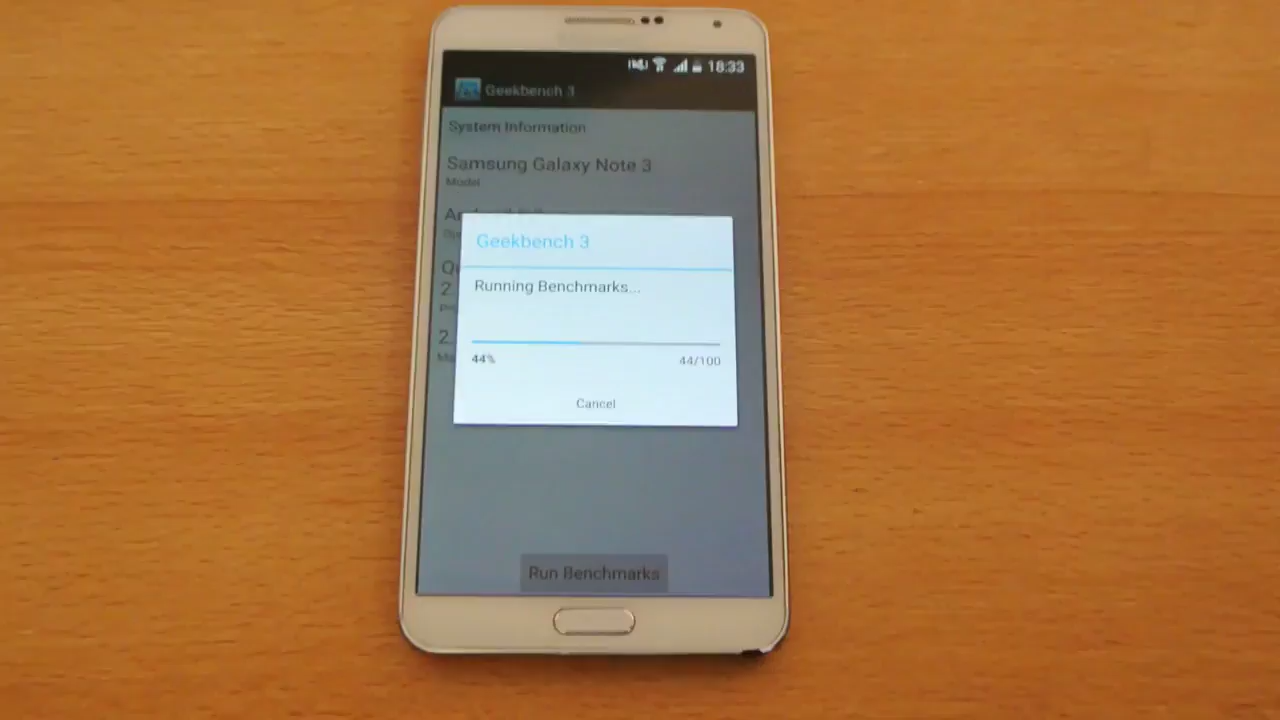 18:33
Geekbench 3
System Information
Samsung Galaxy Note 3
Model
Geekbench 3
Running Benchmarks...
44%
44/100
Cancel
Run Benchmarks